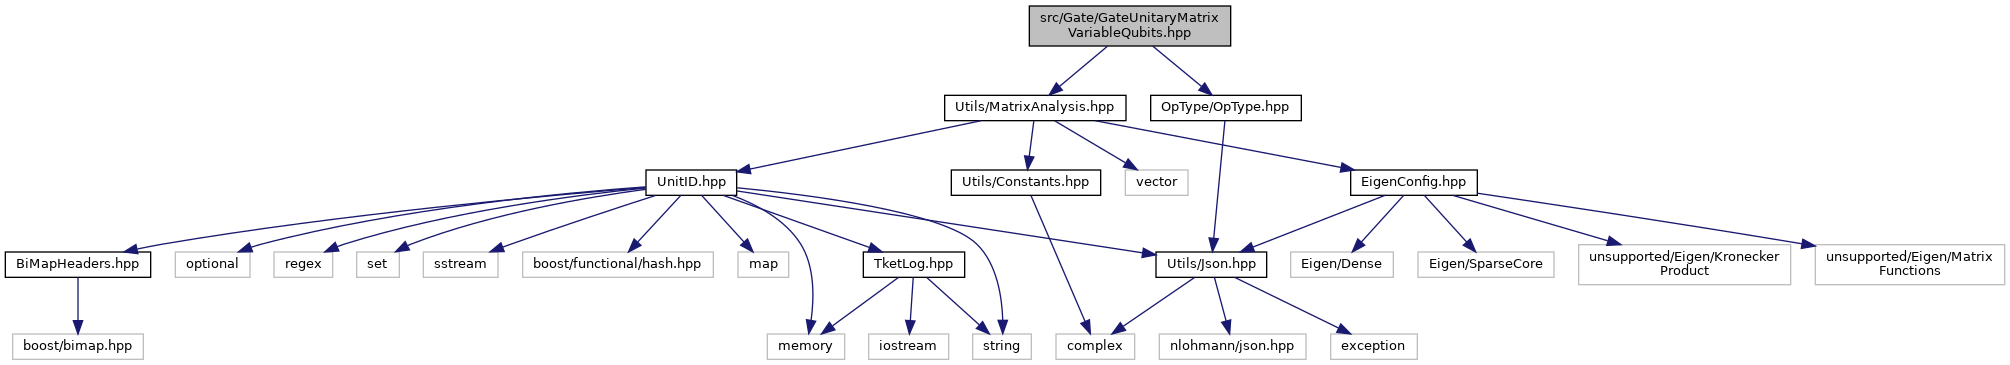 src/Gate/GateUnitaryMatrix
VariableQubits.hpp
Utils/MatrixAnalysis.hpp
OpType/OpType.hpp
UnitID.hpp
Utils/Constants.hpp
vector
EigenConfig.hpp
BiMapHeaders.hpp
optional
regex
set
sstream
boost/functional/hash.hpp
map
TketLog.hpp
Utils/Json.hpp
Eigen/Dense
Eigen/SparseCore
unsupported/Eigen/Kronecker
Product
unsupported/Eigen/Matrix
Functions
boost/bimap.hpp
memory
iostream
string
complex
nlohmann/json.hpp
exception